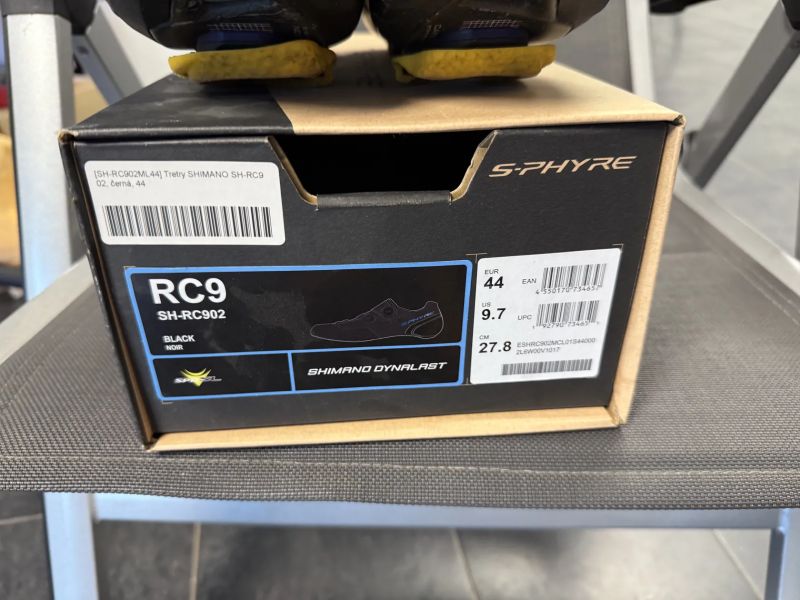 S-PHYRE
[SH-RC902ML44] Tretry SHIMANO SH-RC9
02, černá, 44
RC9
SH-RC902
S-PHYRE
BLACK
NOIR
SHIMANO DYNALAST
EUR
44
EAN
US
9.7
UPC
CM
27.8
ESHRC902MCL01S44000